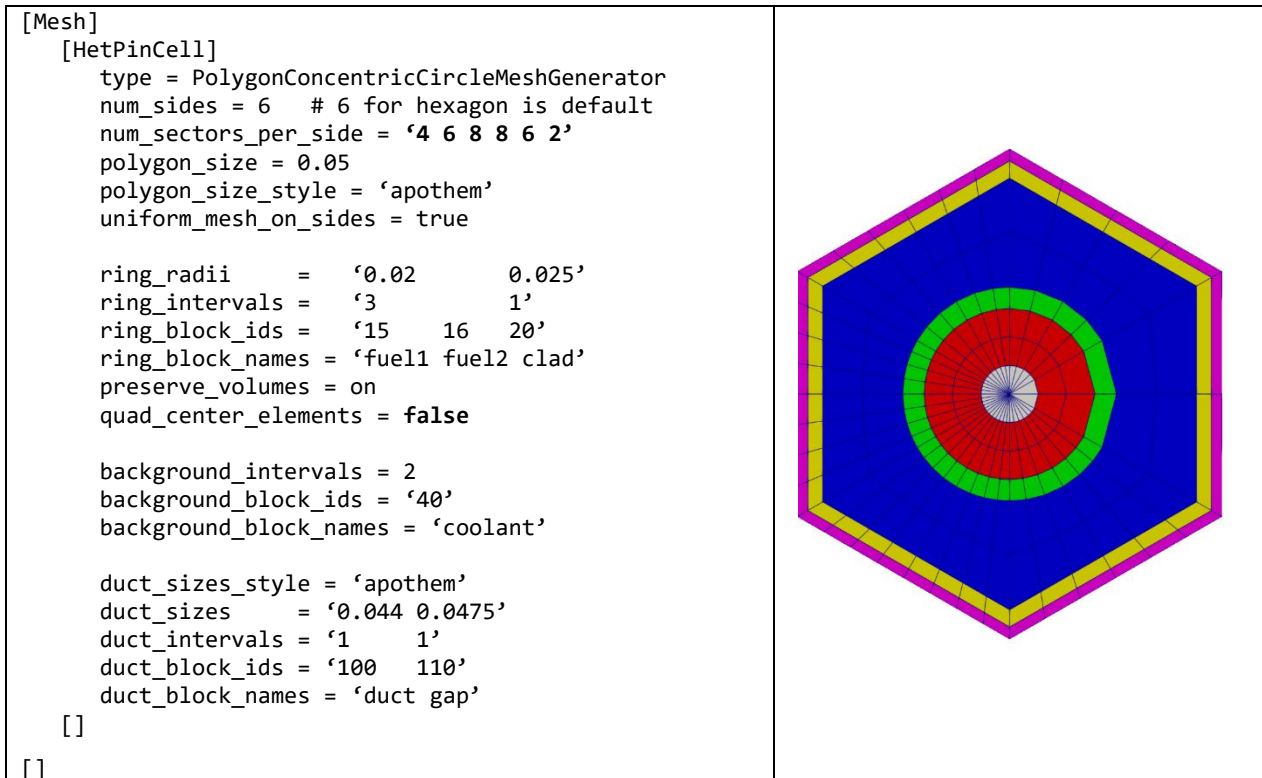 [Mesh]
[HetPinCell]
type = PolygonConcentricCircleMeshGenerator
num_sides = 6 # 6 for hexagon is default
num_sectors_per_side = ‘4 6 8 8 6 2’
polygon_size = 0.05
polygon_size_style = ‘apothem’
uniform_mesh_on_sides = true
ring_radii = ‘0.02 0.025’
ring_intervals = ‘3 1’
ring_block_ids = ‘15 16 20’
ring_block_names = ‘fuel1 fuel2 clad’
preserve_volumes = on
quad_center_elements = false
background_intervals = 2
background_block_ids = ‘40’
background_block_names = ‘coolant’
duct_sizes_style = ‘apothem’
duct_sizes = ‘0.044 0.0475’
duct_intervals = ‘1 1’
duct_block_ids = ‘100 110’
duct_block_names = ‘duct gap’
[]
[]